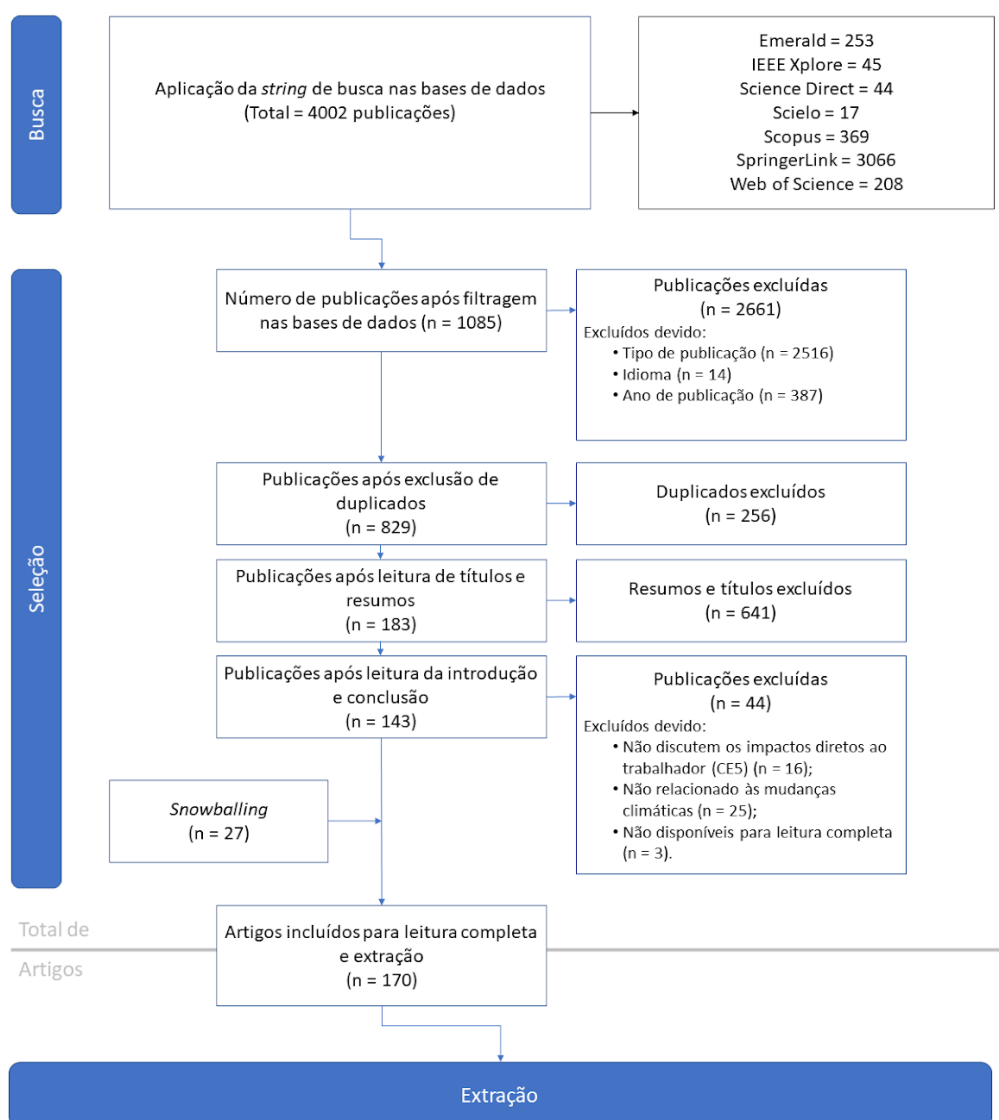 Busca
Aplicação da string de busca nas bases de dados
(Total = 4002 publicações)
Emerald = 253
IEEE Xplore = 45
Science Direct = 44
Scielo = 17
Scopus = 369
SpringerLink = 3066
Web of Science = 208
Seleção
Número de publicações após filtragem
nas bases de dados (n = 1085)
Publicações excluídas
(n = 2661)
Excluídos devido:
• Tipo de publicação (n = 2516)
• Idioma (n = 14)
• Ano de publicação (n = 387)
Publicações após exclusão de
duplicados
(n = 829)
Duplicados excluídos
(n = 256)
Publicações após leitura de títulos e
resumos
(n = 183)
Resumos e títulos excluídos
(n = 641)
Publicações após leitura da introdução
e conclusão
(n = 143)
Publicações excluídas
(n = 44)
Excluídos devido:
• Não discutem os impactos diretos ao
trabalhador (CE5) (n = 16);
• Não relacionado às mudanças
climáticas (n = 25);
• Não disponíveis para leitura completa
(n = 3).
Snowballing
(n = 27)
Total de
Artigos
Artigos incluídos para leitura completa
e extração
(n = 170)
Extração